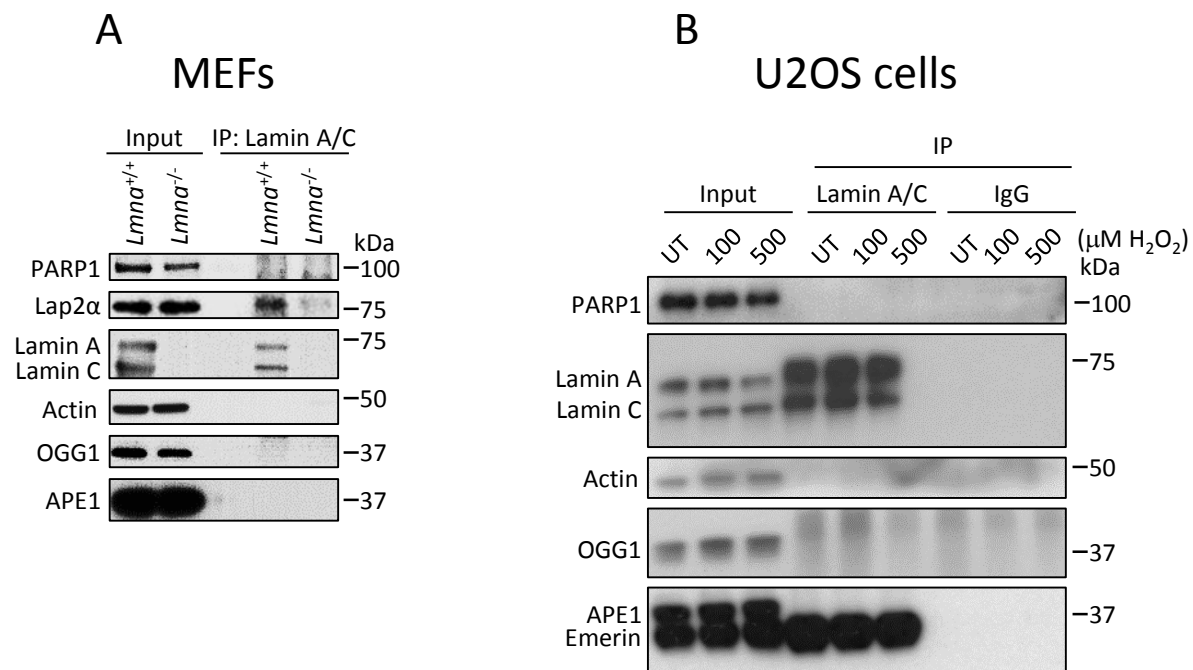 A
MEFs
Input IP: Lamin A/C
Lmna+/+ Lmna-/- Lmna+/+ Lmna-/-
kDa
PARP1 100
Lap2α 75
Lamin A 75
Lamin C
Actin 50
OGG1 37
APE1 37
B
U2OS cells
IP
Input Lamin A/C IgG
UT 100 500 UT 100 500 UT 100 500 (μM H2O2)
kDa
PARP1 100
75
Lamin A
Lamin C
Actin 50
OGG1 37
APE1 37
Emerin